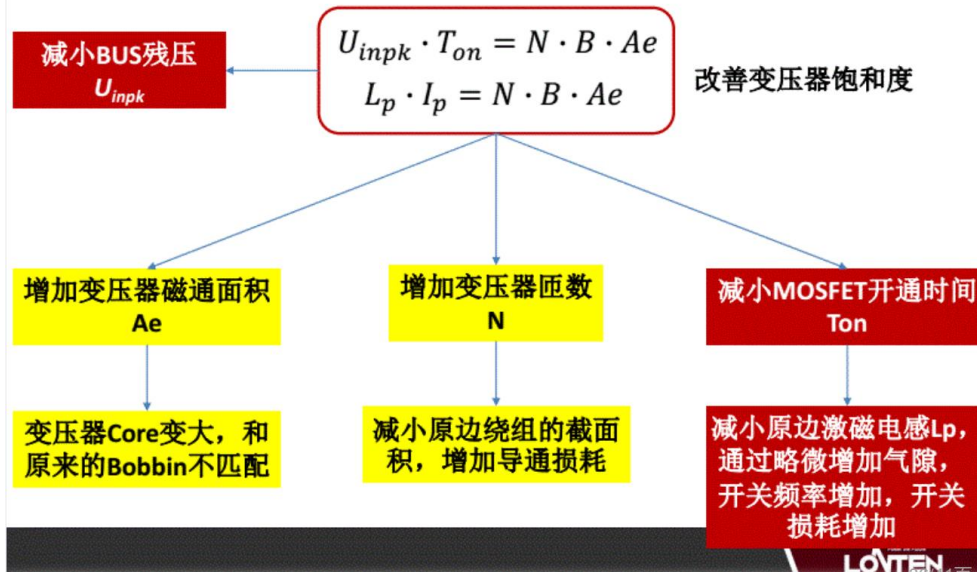 减小BUS残压
U_inpk
U_inpk · T_on = N · B · Ae
L_p · I_p = N · B · Ae
改善变压器饱和度
增加变压器磁通面积
Ae
增加变压器匝数
N
减小MOSFET开通时间
Ton
变压器Core变大，和
原来的Bobbin不匹配
减小原边绕组的截面
积，增加导通损耗
减小原边激磁电感Lp，
通过略微增加气隙，
开关频率增加，开关
损耗增加
LONTEN